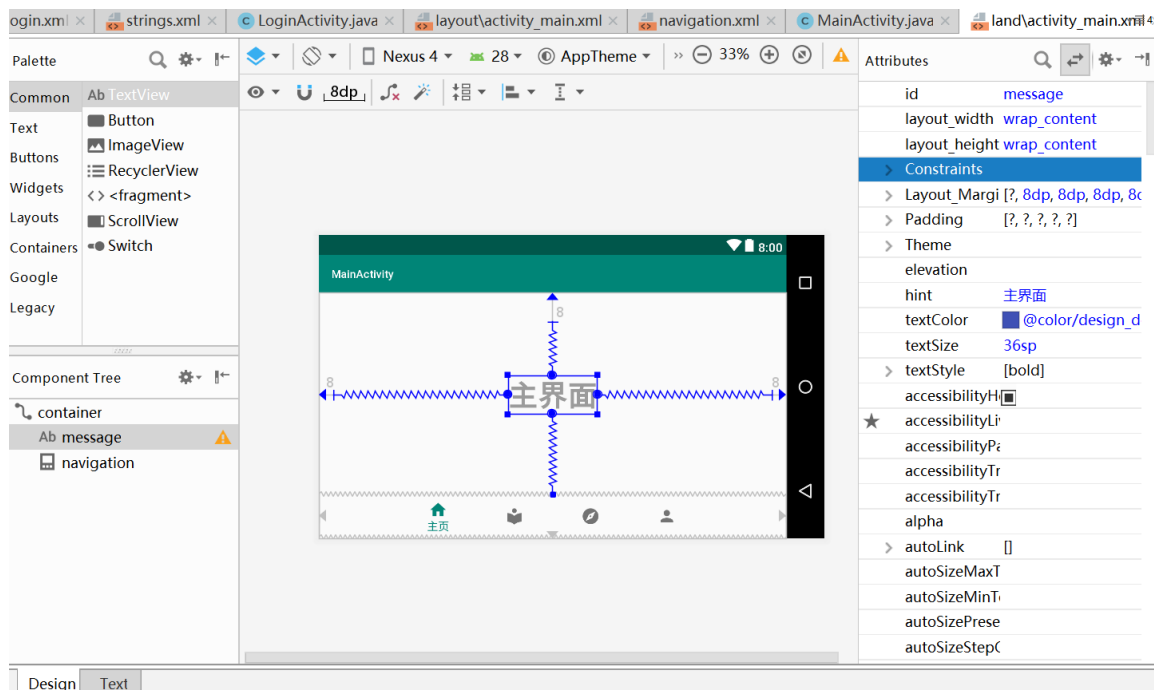 ogin.xml × strings.xml × LoginActivity.java × layout\activity_main.xml × navigation.xml × MainActivity.java × land\activity_main.xm
Palette
Nexus 4 28 AppTheme » 33%
Attributes
8dp
Common
Text
Buttons
Widgets
Layouts
Containers
Google
Legacy
Ab TextView
Button
ImageView
RecyclerView
<> <fragment>
ScrollView
Switch
Component Tree
container
Ab message
navigation
8:00
MainActivity
8
8
8
主界面
主页
id message
layout_width wrap_content
layout_height wrap_content
Constraints
Layout_Margi [?, 8dp, 8dp, 8dp, 8d
Padding [?, ?, ?, ?, ?]
Theme
elevation
hint 主界面
textColor @color/design_d
textSize 36sp
textStyle [bold]
accessibilityH
accessibilityLi
accessibilityPa
accessibilityTr
accessibilityTr
alpha
autoLink []
autoSizeMaxT
autoSizeMinT
autoSizePrese
autoSizeStepG
Design Text